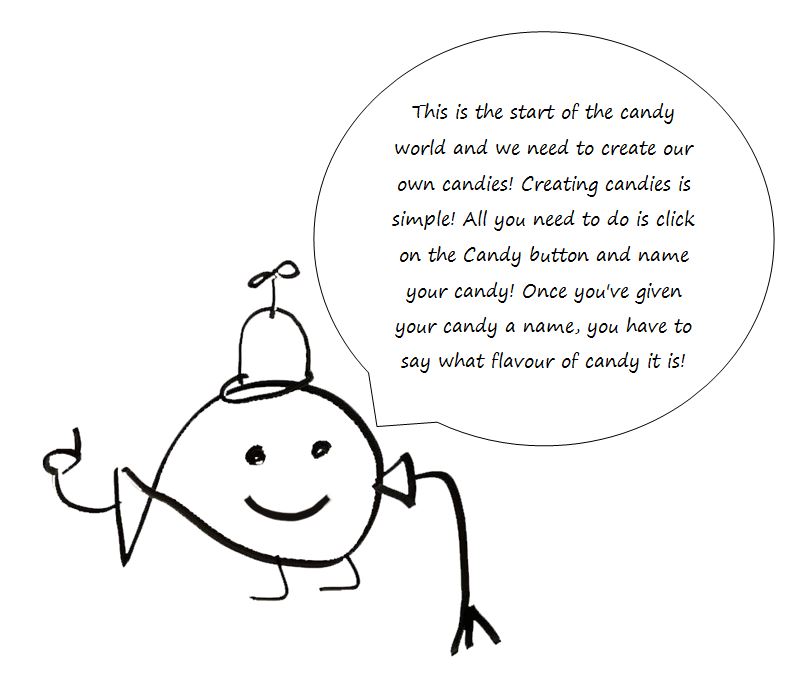 This is the start of the candy
world and we need to create our
own candies! Creating candies is
simple! All you need to do is click
on the Candy button and name
your candy! Once you've given
your candy a name, you have to
say what flavour of candy it is!